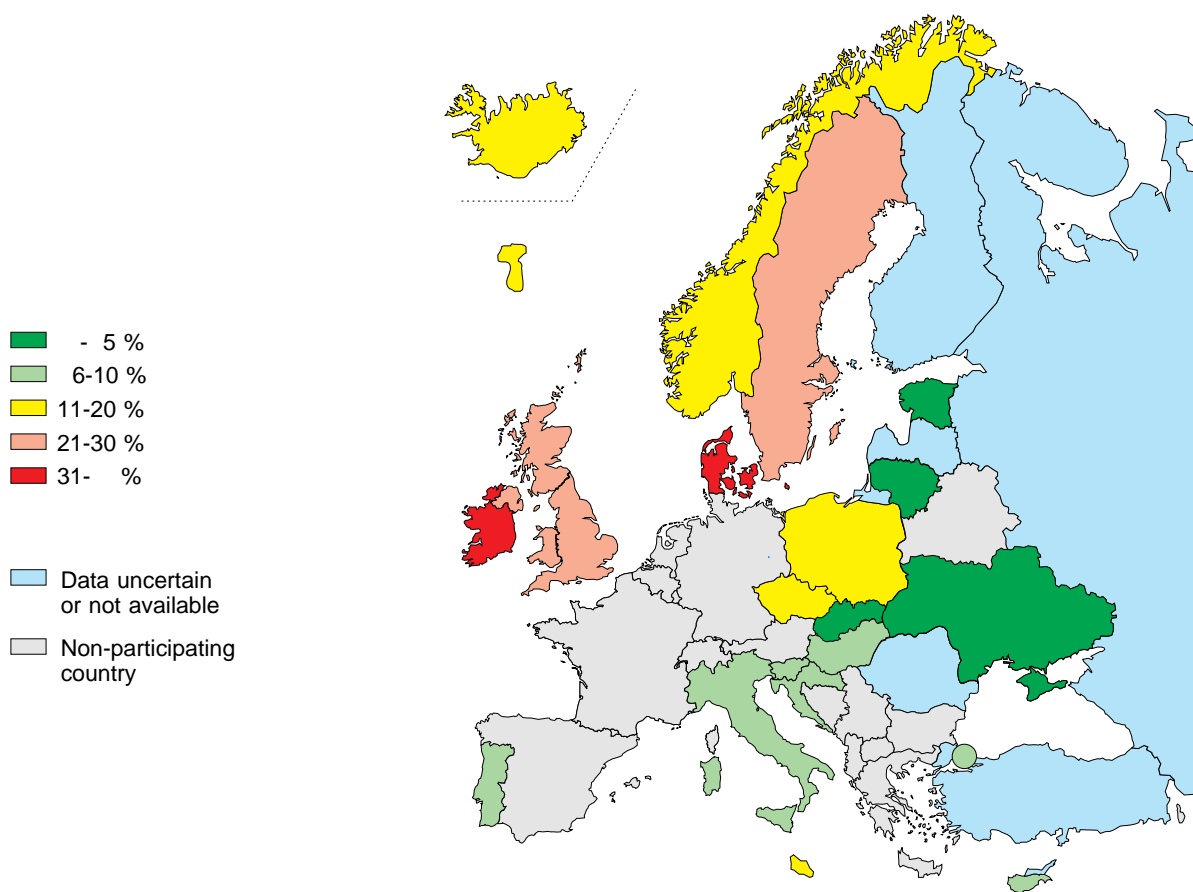 - 5 %
6-10 %
11-20 %
21-30 %
31- %
Data uncertain
or not available
Non-participating
country